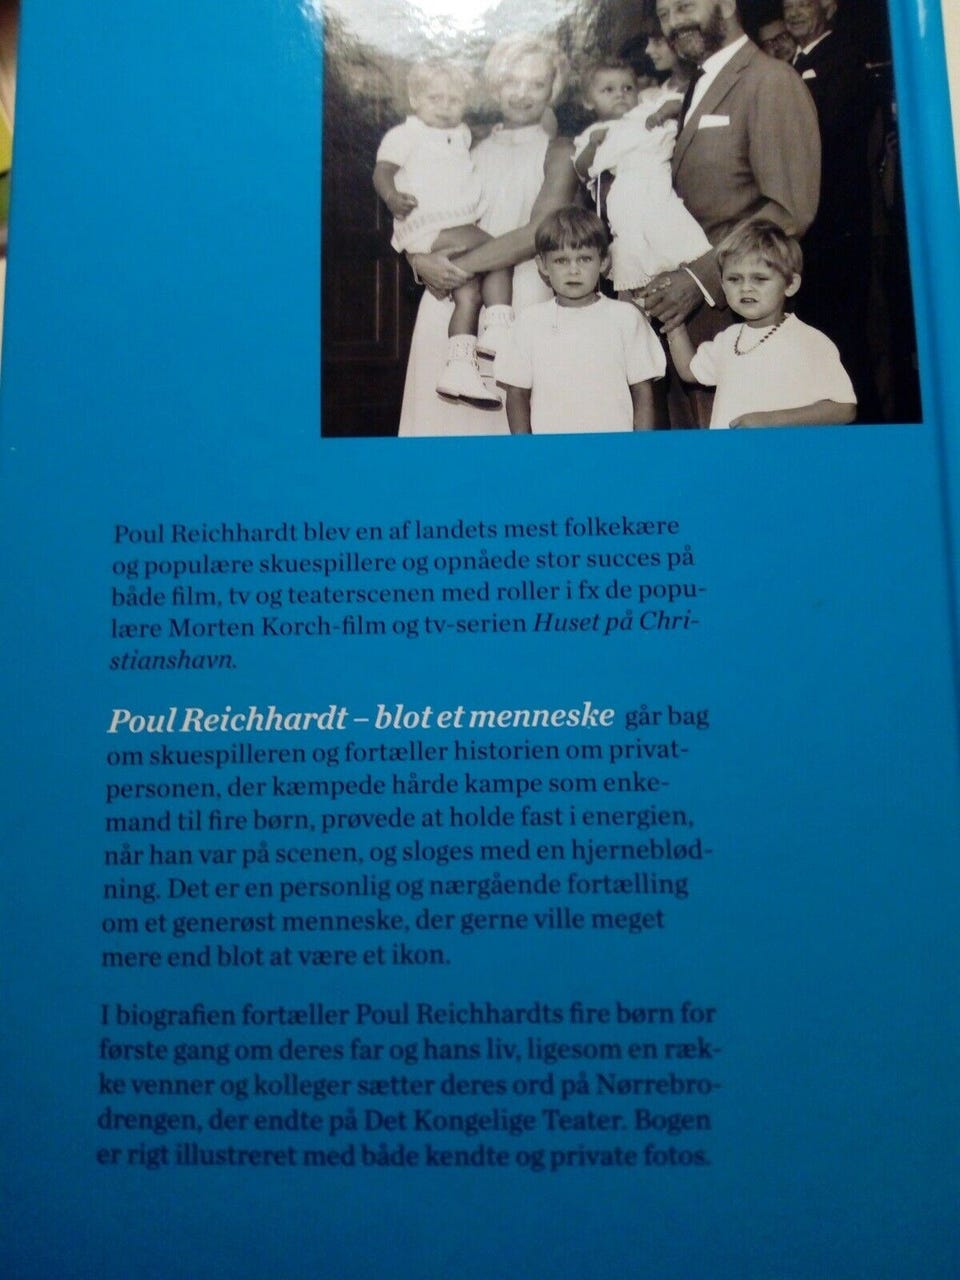 Poul Reichhardt blev en af landets mest folkekære
og populære skuespillere og opnåede stor succes på
både film, tv og teaterscenen med roller i fx de popu-
lære Morten Korch-film og tv-serien Huset på Chri-
stianshavn.
Poul Reichhardt – blot et menneske går bag
om skuespilleren og fortæller historien om privat-
personen, der kæmpede hårde kampe som enke-
mand til fire børn, prøvede at holde fast i energien,
når han var på scenen, og sloges med en hjerneblød-
ning. Det er en personlig og nærgående fortælling
om et generøst menneske, der gerne ville meget
mere end blot at være et ikon.
I biografien fortæller Poul Reichhardts fire børn for
første gang om deres far og hans liv, ligesom en ræk-
ke venner og kolleger sætter deres ord på Nørrebro-
drengen, der endte på Det Kongelige Teater. Bogen
er rigt illustreret med både kendte og private fotos.